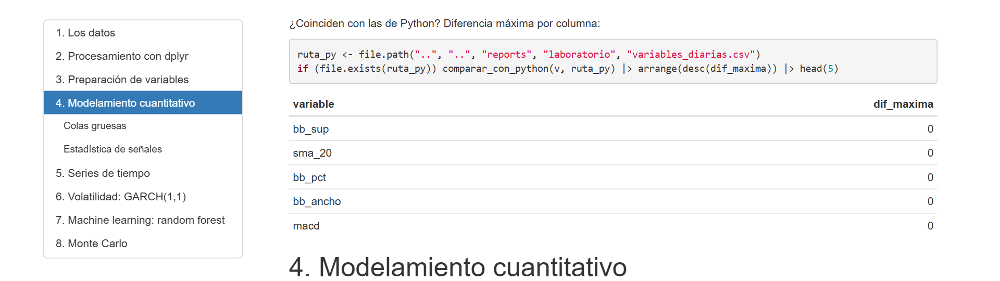 1. Los datos
2. Procesamiento con dplyr
3. Preparación de variables
4. Modelamiento cuantitativo
Colas gruesas
Estadística de señales
5. Series de tiempo
6. Volatilidad: GARCH(1,1)
7. Machine learning: random forest
8. Monte Carlo
¿Coinciden con las de Python? Diferencia máxima por columna:
ruta_py <- file.path("..", "..", "reports", "laboratorio", "variables_diarias.csv")
if (file.exists(ruta_py)) comparar_con_python(v, ruta_py) |> arrange(desc(dif_maxima)) |> head(5)
variable dif_maxima
bb_sup 0
sma_20 0
bb_pct 0
bb_ancho 0
macd 0
4. Modelamiento cuantitativo